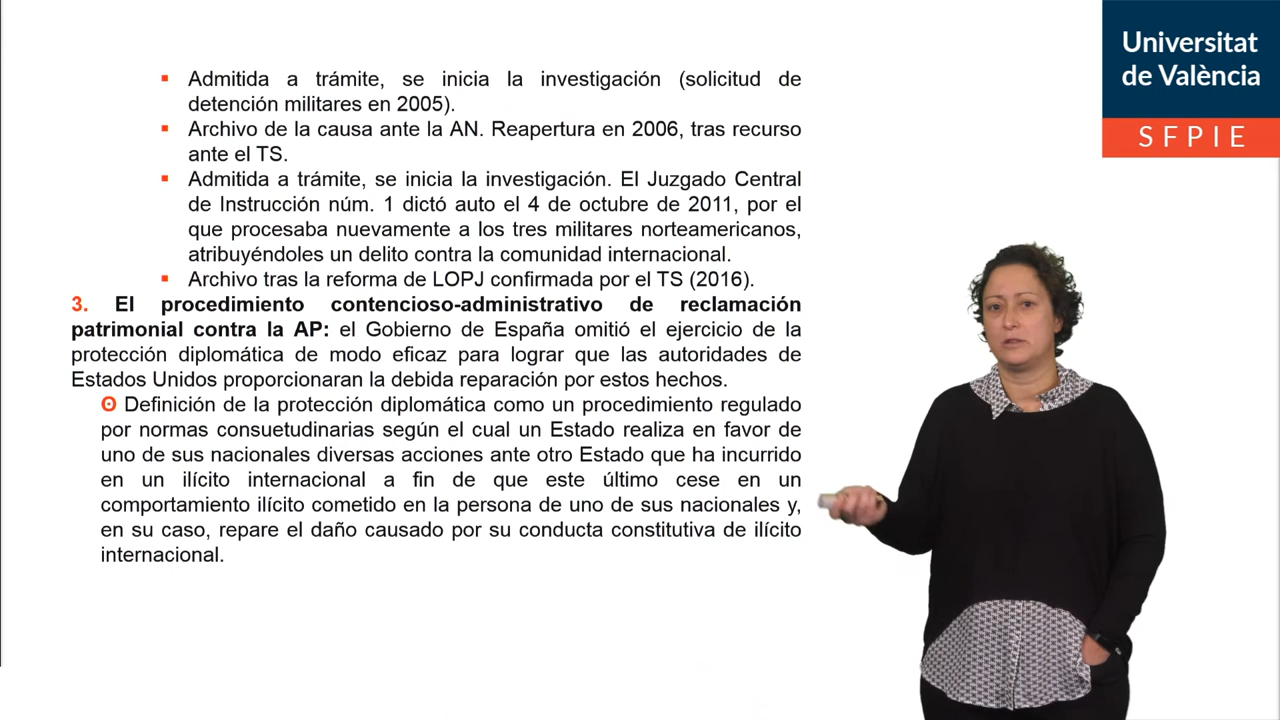 Universitat
de València
SFPIE
▪ Admitida a trámite, se inicia la investigación (solicitud de
detención militares en 2005).
▪ Archivo de la causa ante la AN. Reapertura en 2006, tras recurso
ante el TS.
▪ Admitida a trámite, se inicia la investigación. El Juzgado Central
de Instrucción núm. 1 dictó auto el 4 de octubre de 2011, por el
que procesaba nuevamente a los tres militares norteamericanos,
atribuyéndoles un delito contra la comunidad internacional.
▪ Archivo tras la reforma de LOPJ confirmada por el TS (2016).
3. El procedimiento contencioso-administrativo de reclamación
patrimonial contra la AP: el Gobierno de España omitió el ejercicio de la
protección diplomática de modo eficaz para lograr que las autoridades de
Estados Unidos proporcionaran la debida reparación por estos hechos.
ʘ Definición de la protección diplomática como un procedimiento regulado
por normas consuetudinarias según el cual un Estado realiza en favor de
uno de sus nacionales diversas acciones ante otro Estado que ha incurrido
en un ilícito internacional a fin de que este último cese en un
comportamiento ilícito cometido en la persona de uno de sus nacionales y,
en su caso, repare el daño causado por su conducta constitutiva de ilícito
internacional.